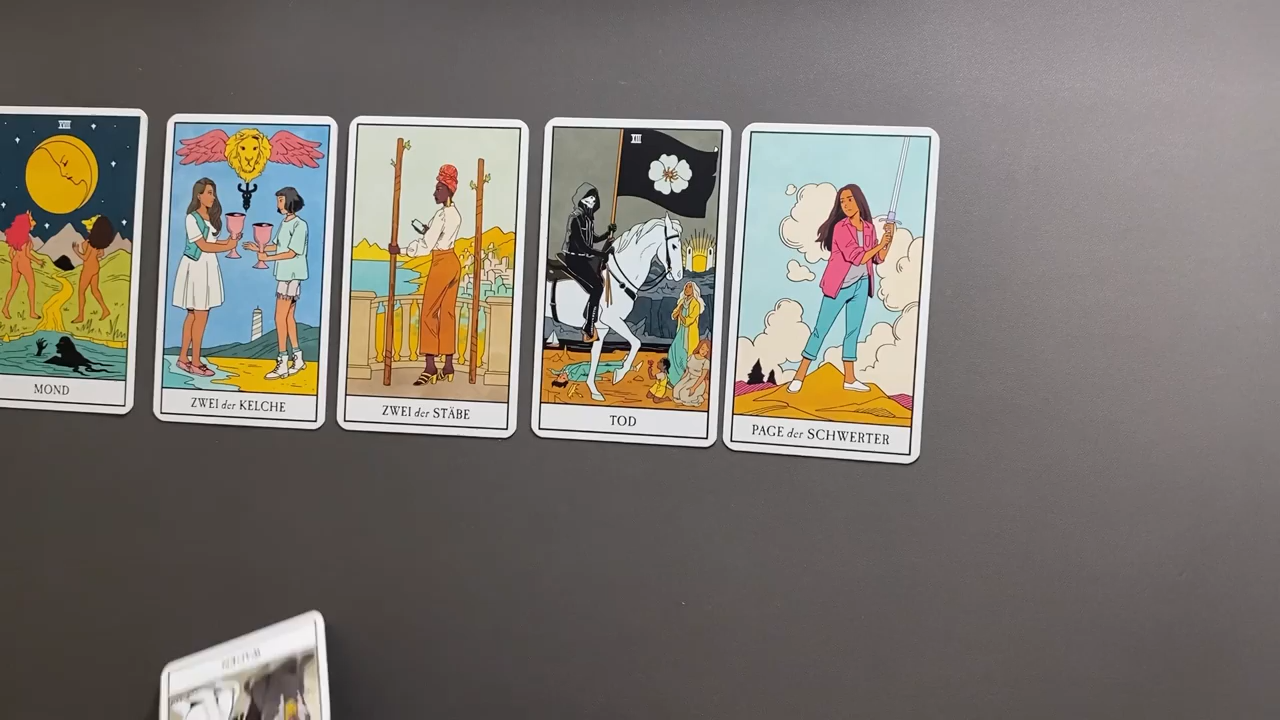 XVIII
MOND
ZWEI der KELCHE
ZWEI der STÄBE
XIII
TOD
PAGE der SCHWERTER